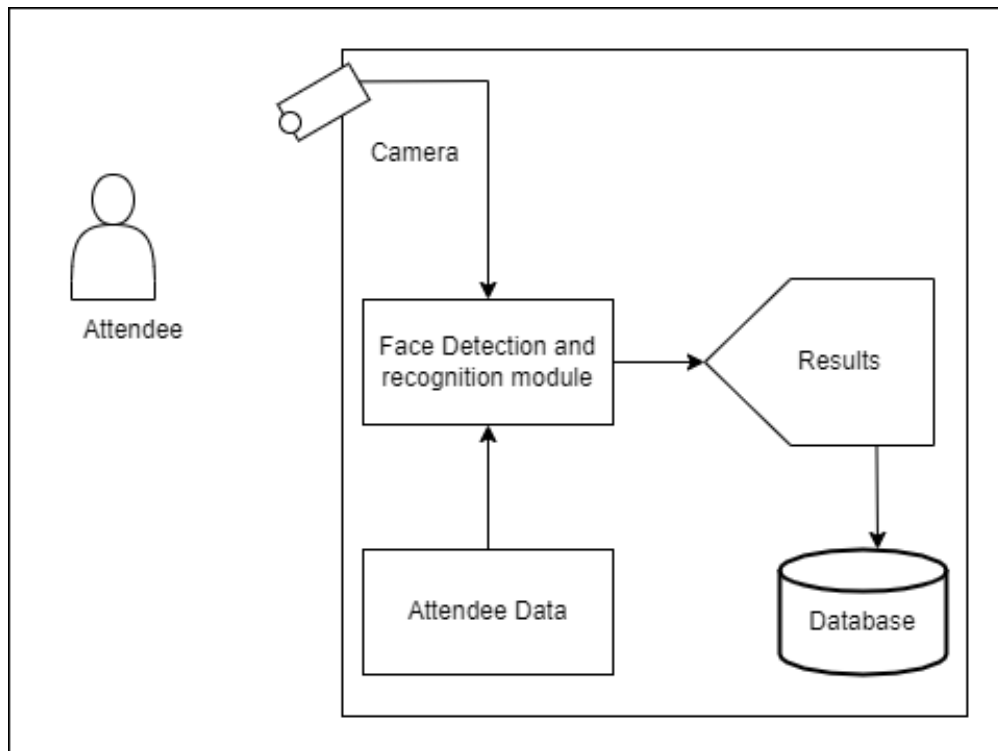 Camera
Attendee
Face Detection and
recognition module
Results
Attendee Data
Database